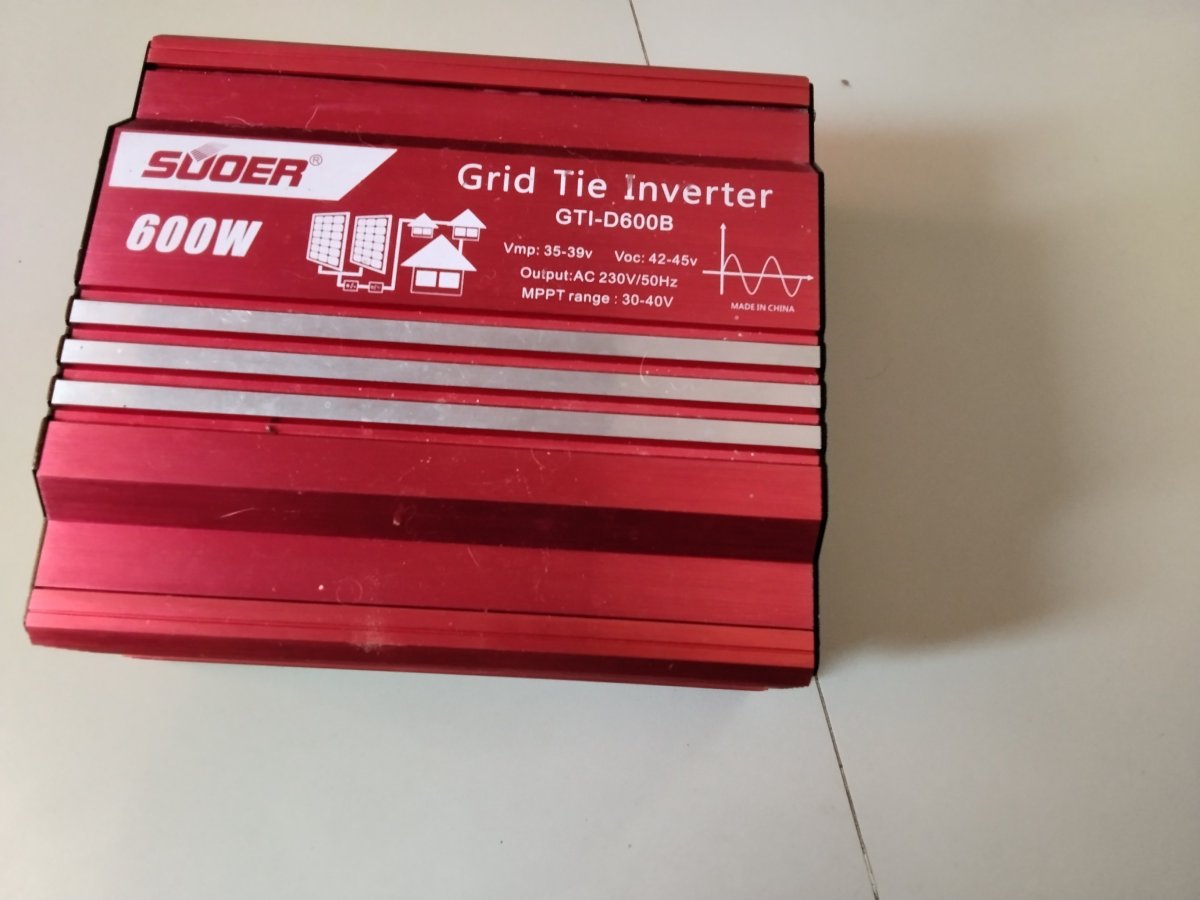 SUOER®
600W
Grid Tie Inverter
GTI-D600B
Vmp: 35-39v Voc: 42-45v
Output:AC 230V/50Hz
MPPT range : 30-40V
MADE IN CHINA